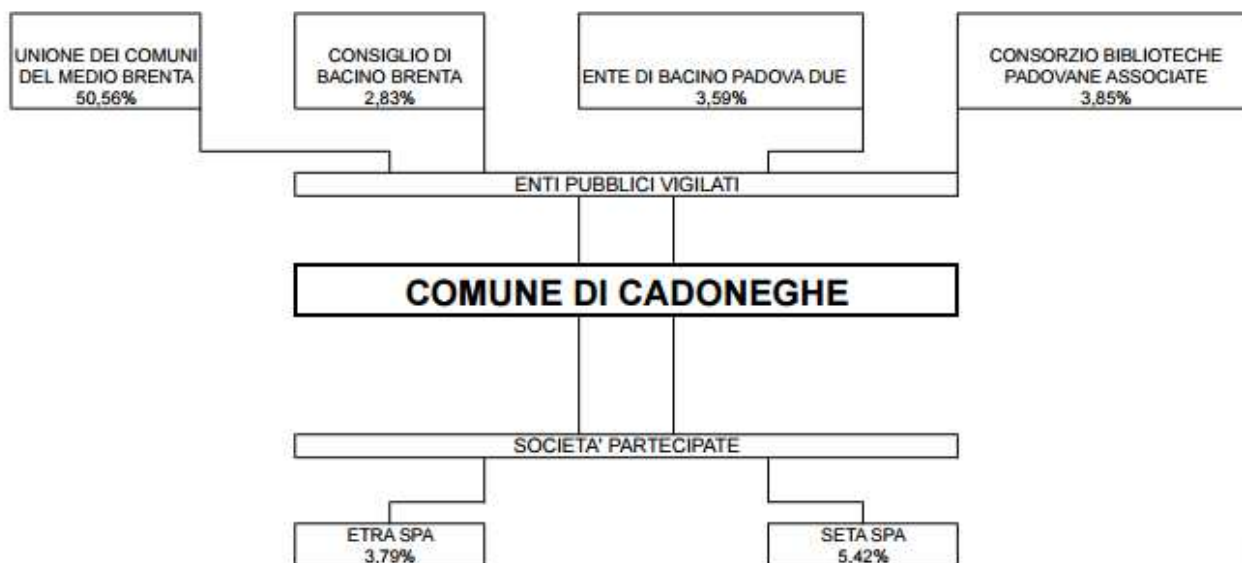 UNIONE DEI COMUNI
DEL MEDIO BRENTA
50,56%
CONSIGLIO DI
BACINO BRENTA
2,83%
ENTE DI BACINO PADOVA DUE
3,59%
CONSORZIO BIBLIOTECHE
PADOVANE ASSOCIATE
3,85%
ENTI PUBBLICI VIGILATI
COMUNE DI CADONEGHE
SOCIETA' PARTECIPATE
ETRA SPA
3,79%
SETA SPA
5,42%